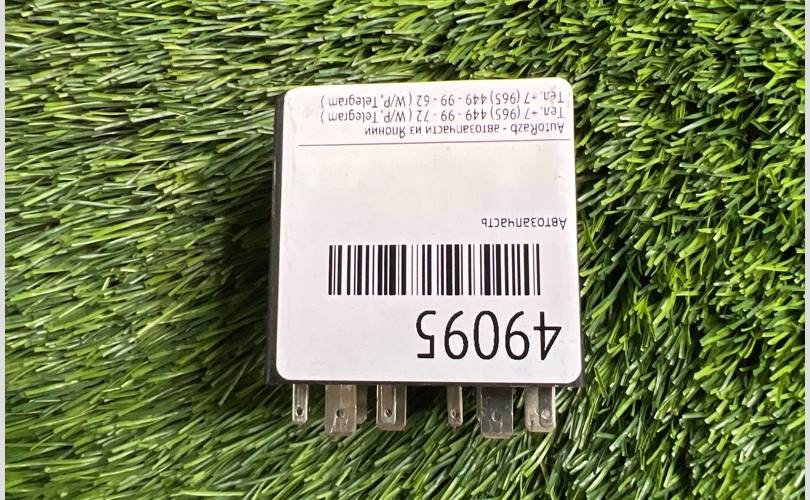 49095
Автозапчасть
AutoRazb - автозапчасти из Японии
Тел. +7 (965) 449 - 99 - 72 ( W/P, Telegram )
Тел. +7 (965) 449 - 99 - 62 ( W/P, Telegram )